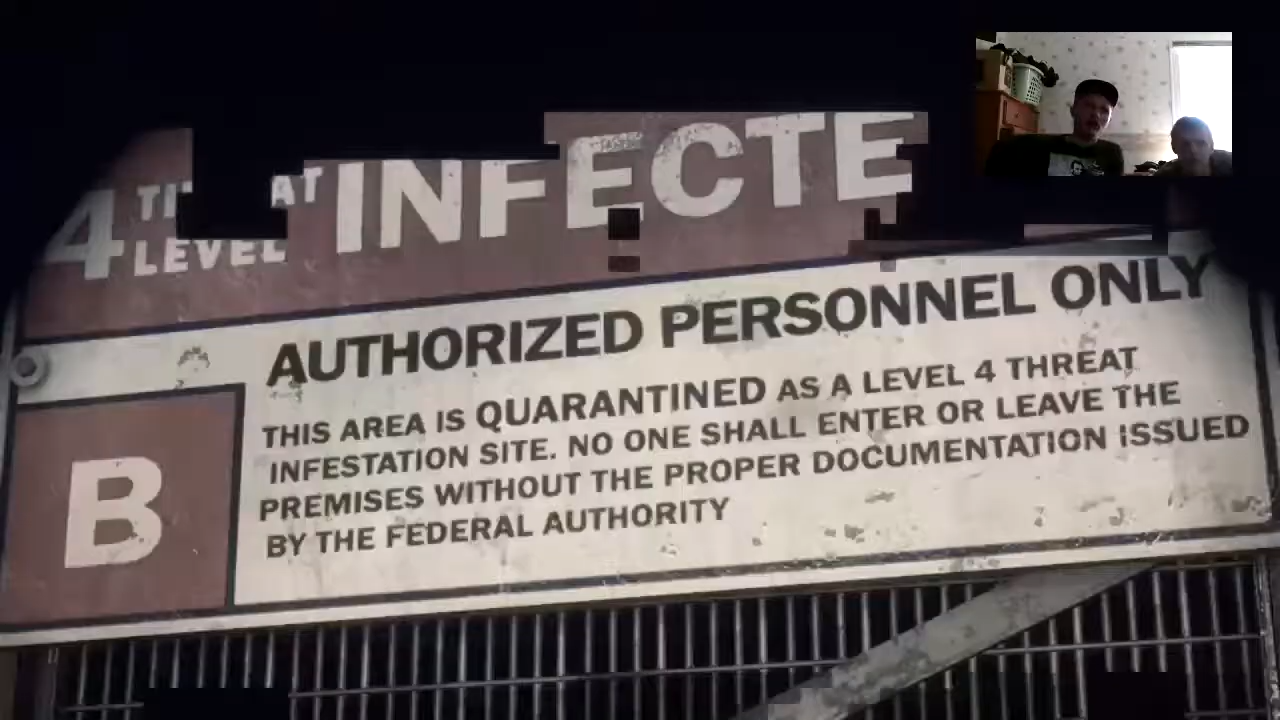 4 LEVEL INFECTE
AUTHORIZED PERSONNEL ONLY
THIS AREA IS QUARANTINED AS A LEVEL 4 THREAT
INFESTATION SITE. NO ONE SHALL ENTER OR LEAVE THE
PREMISES WITHOUT THE PROPER DOCUMENTATION ISSUED
BY THE FEDERAL AUTHORITY
B